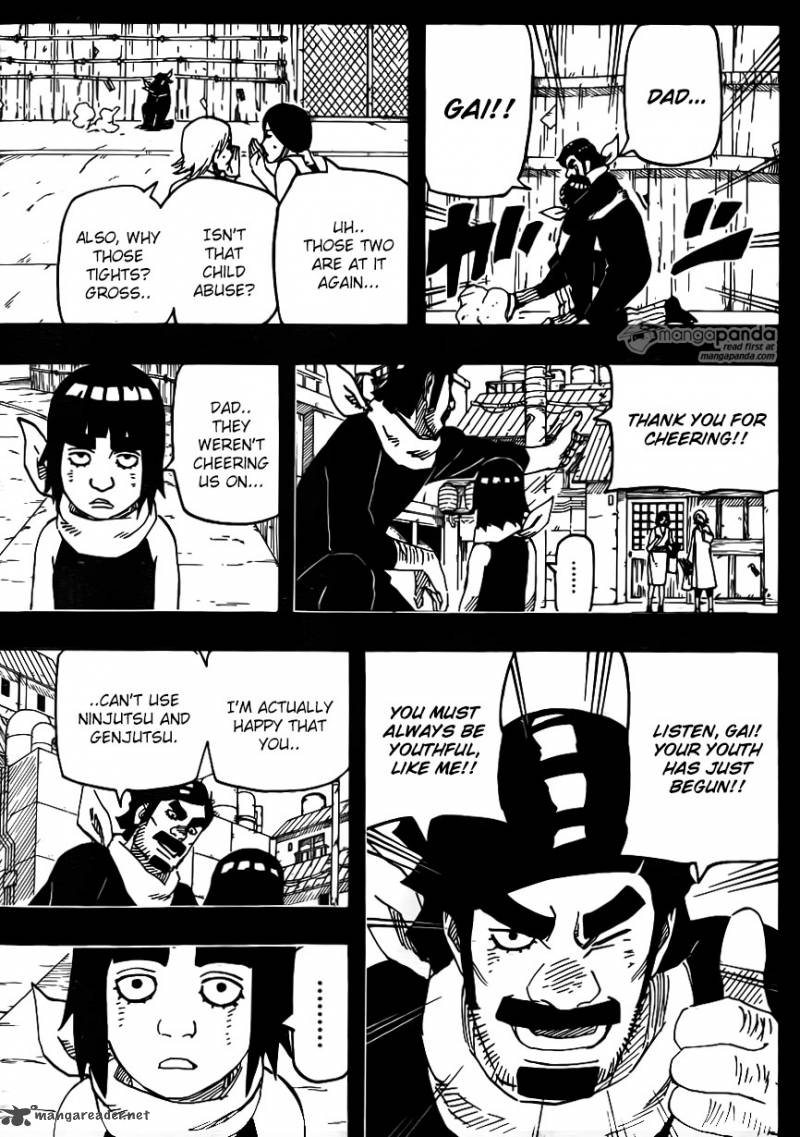 DAD...
GAI!!
ガバッ
mangapanda
read first at
mangapanda.com
UH..
THOSE TWO
ARE AT IT
AGAIN...
ISN'T
THAT
CHILD
ABUSE?
ALSO, WHY
THOSE
TIGHTS?
GROSS..
THANK YOU FOR
CHEERING!!
......
DAD..
THEY
WEREN'T
CHEERING
US ON...
LISTEN, GAI!
YOUR YOUTH
HAS JUST
BEGUN!!
YOU MUST
ALWAYS BE
YOUTHFUL,
LIKE ME!!
I'M ACTUALLY
HAPPY THAT
YOU..
..CAN'T USE
NINJUTSU AND
GENJUTSU.
........
mangareader.net